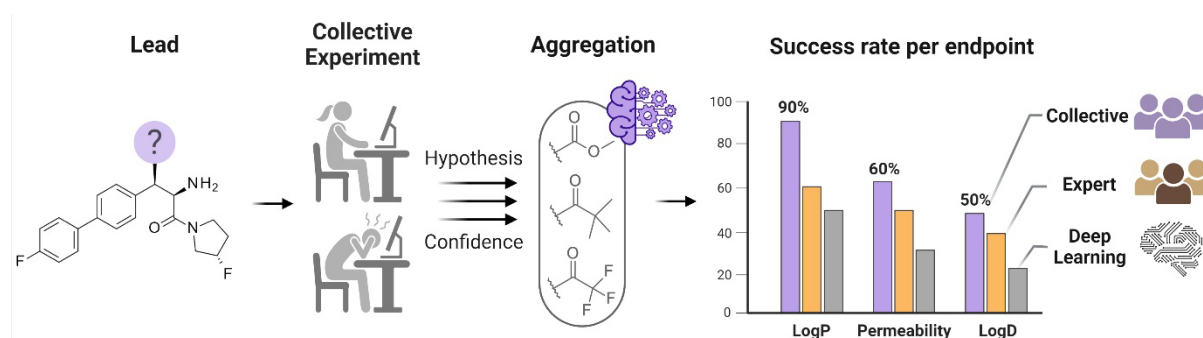 Lead
Collective
Experiment
Aggregation
Success rate per endpoint
?
NH2
O
N
F
F
Hypothesis
Confidence
O
O
O
O
F
F
F
100
80
60
40
20
0
90%
60%
50%
LogP
Permeability
LogD
Collective
Expert
Deep
Learning